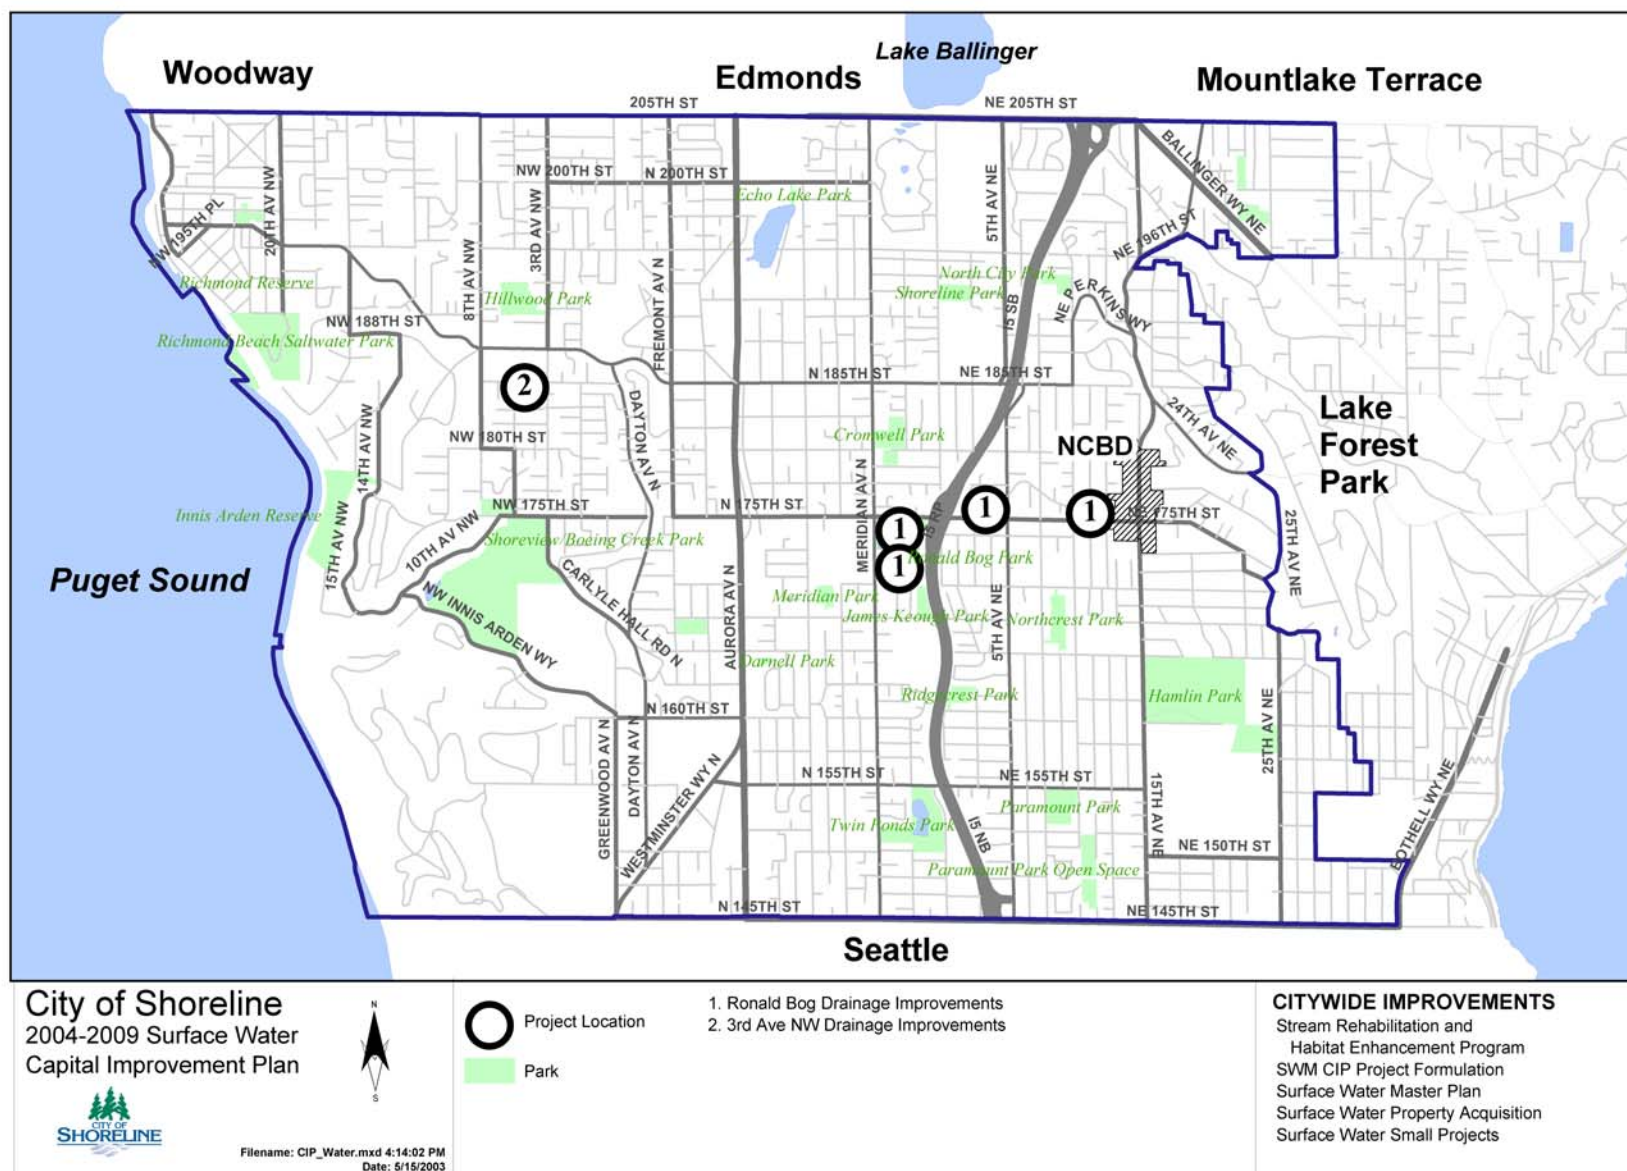 Lake Ballinger
Woodway
Edmonds
Mountlake Terrace
205TH ST
NE 205TH ST
BALLINGER WY NE
NW 200TH ST
N 200TH ST
Echo Lake Park
20TH AV NW
3RD AV NW
5TH AV NE
NW 195TH PL
NE 196TH ST
8TH AV NW
FREMONT AV N
North City Park
Shoreline Park
Richmond Reserve
Hillwood Park
I5 SB
NE PERKINS WY
NW 188TH ST
Richmond Beach Saltwater Park
N 185TH ST
NE 185TH ST
2
DAYTON AV N
24TH AV NE
Lake
Forest
Park
NW 180TH ST
Cromwell Park
NCBD
14TH AV NW
MERIDIAN AV N
NW 175TH ST
N 175TH ST
1
1
1
1
I5 RP
NE 175TH ST
Innis Arden Reserve
15TH AV NW
10TH AV NW
Shoreview/Boeing Creek Park
Ronald Bog Park
25TH AV NE
Puget Sound
NW INNIS ARDEN WY
CARLYLE HALL RD N
AURORA AV N
Meridian Park
James Keough Park
5TH AV NE
Northcrest Park
Darnell Park
Ridgecrest Park
Hamlin Park
N 160TH ST
25TH AV NE
GREENWOOD AV N
DAYTON AV N
WESTMINSTER WY N
N 155TH ST
NE 155TH ST
15TH AV NE
Paramount Park
Twin Ponds Park
I5 NB
NE 150TH ST
BOTHELL WY NE
Paramount Park Open Space
N 145TH ST
NE 145TH ST
Seattle
City of Shoreline
2004-2009 Surface Water
Capital Improvement Plan
N
S
CITY OF
SHORELINE
Filename: CIP_Water.mxd 4:14:02 PM
Date: 5/15/2003
Project Location
Park
1. Ronald Bog Drainage Improvements
2. 3rd Ave NW Drainage Improvements
CITYWIDE IMPROVEMENTS
Stream Rehabilitation and
Habitat Enhancement Program
SWM CIP Project Formulation
Surface Water Master Plan
Surface Water Property Acquisition
Surface Water Small Projects